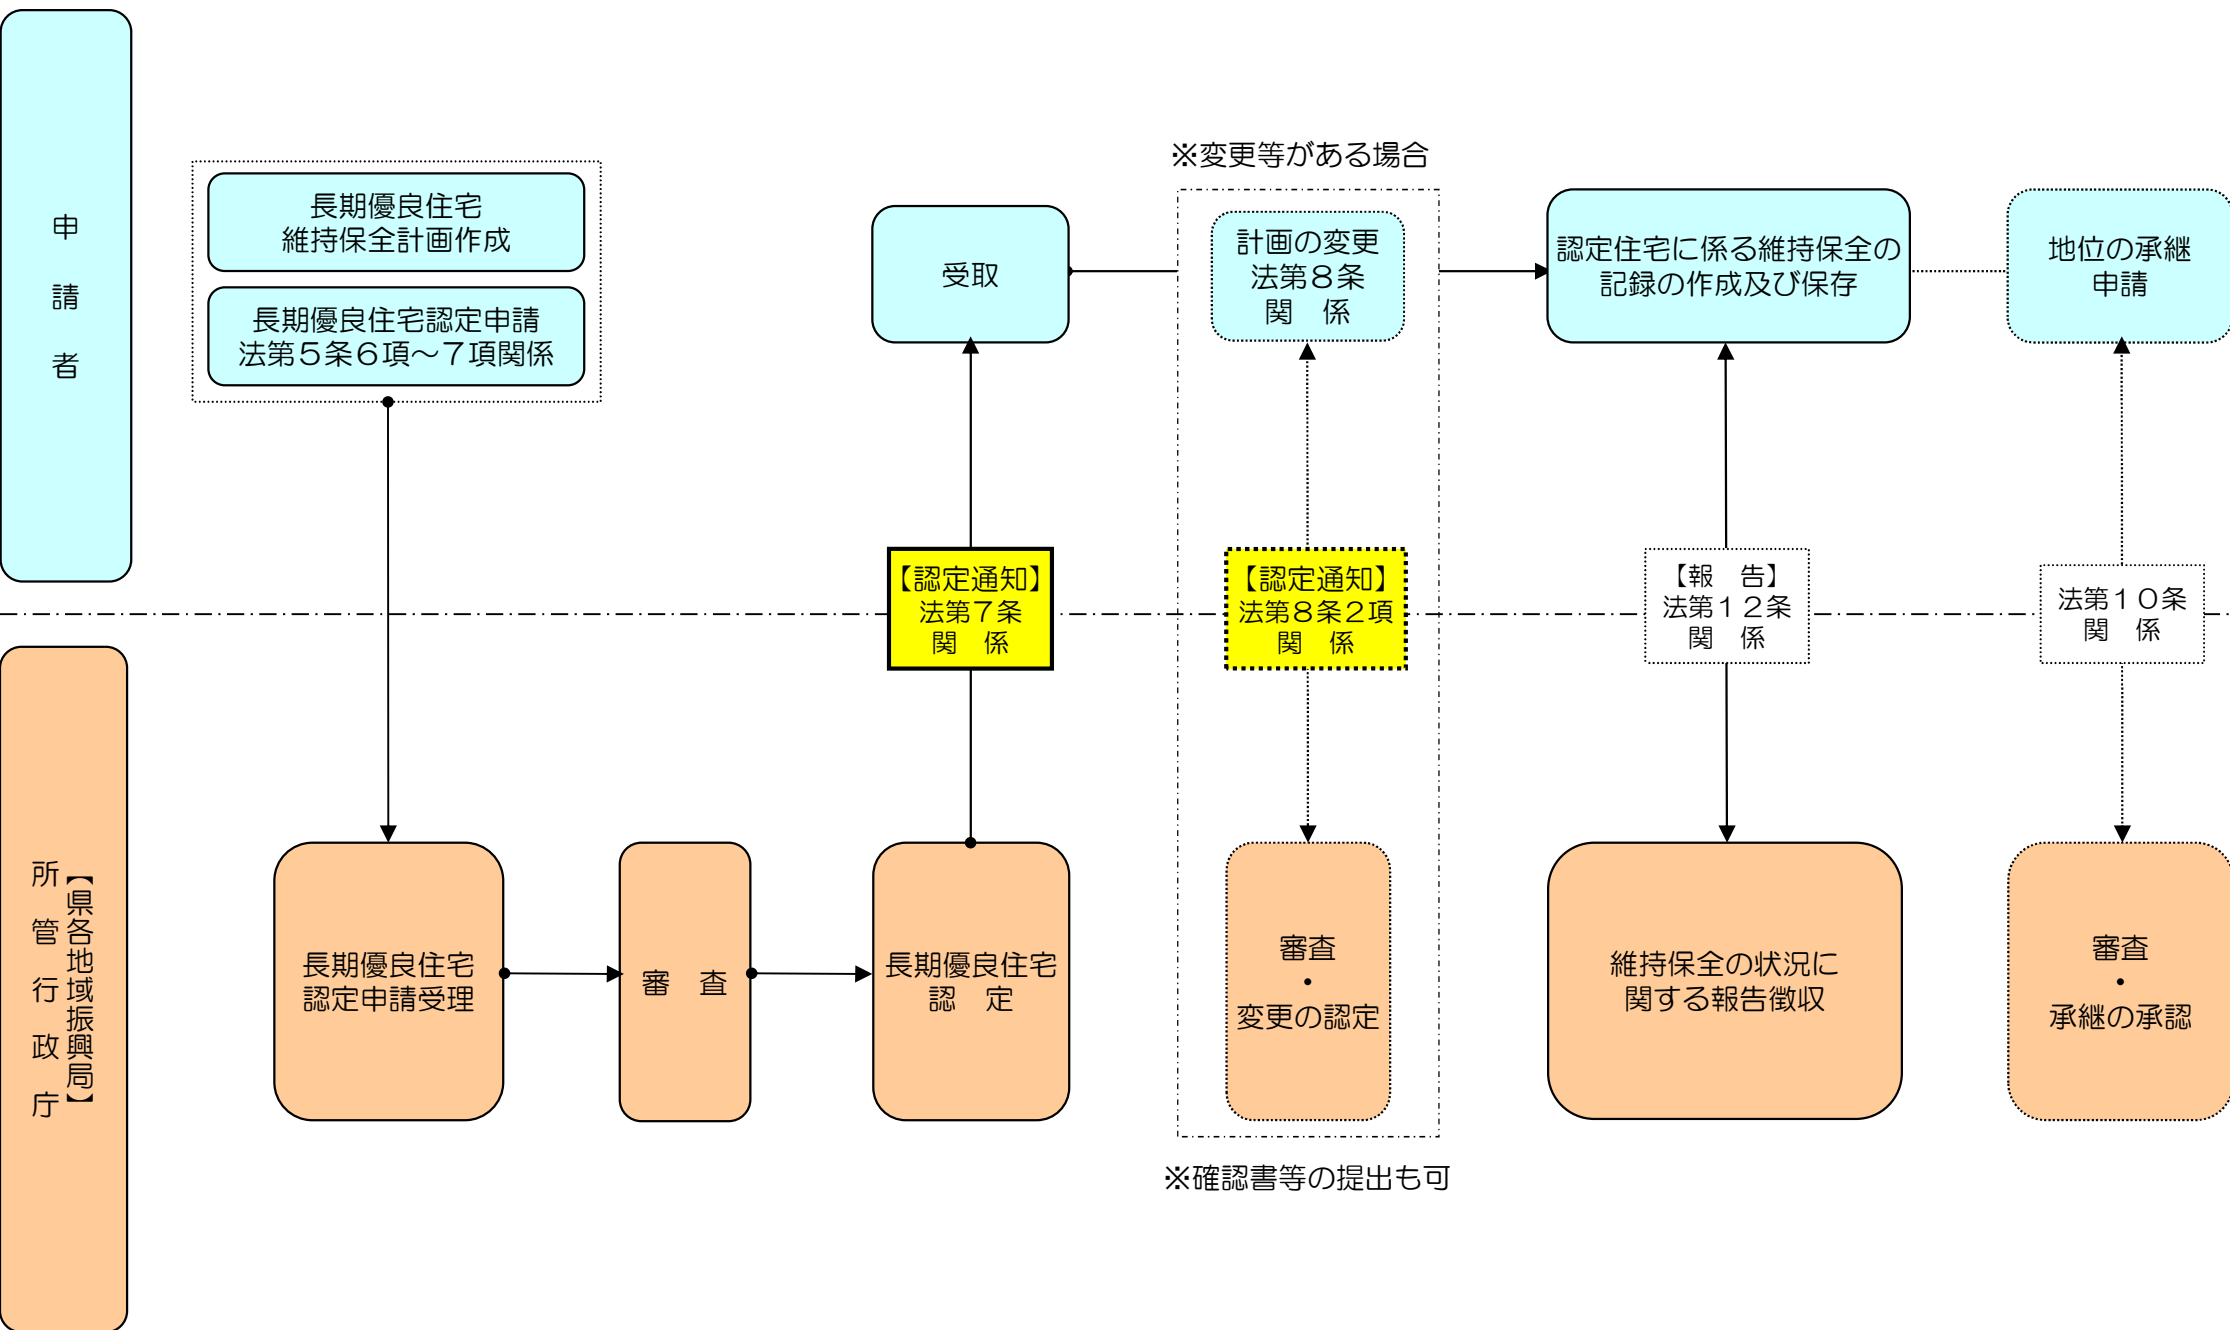 申請者
長期優良住宅
維持保全計画作成
長期優良住宅認定申請
法第5条6項~7項関係
受取
※変更等がある場合
計画の変更
法第8条
関　係
認定住宅に係る維持保全の
記録の作成及び保存
地位の承継
申請
【認定通知】
法第7条
関　係
【認定通知】
法第8条2項
関　係
【報　告】
法第12条
関　係
法第10条
関　係
【県各地域振興局】
所管行政庁
長期優良住宅
認定申請受理
審　査
長期優良住宅
認　定
審査
・
変更の認定
維持保全の状況に
関する報告徴収
審査
・
承継の承認
※確認書等の提出も可